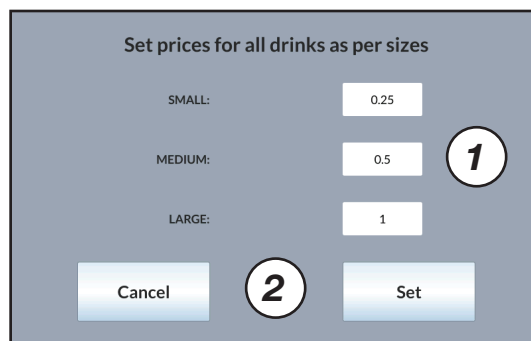 Set prices for all drinks as per sizes
SMALL: 0.25
MEDIUM: 0.5
1
LARGE: 1
Cancel 2 Set